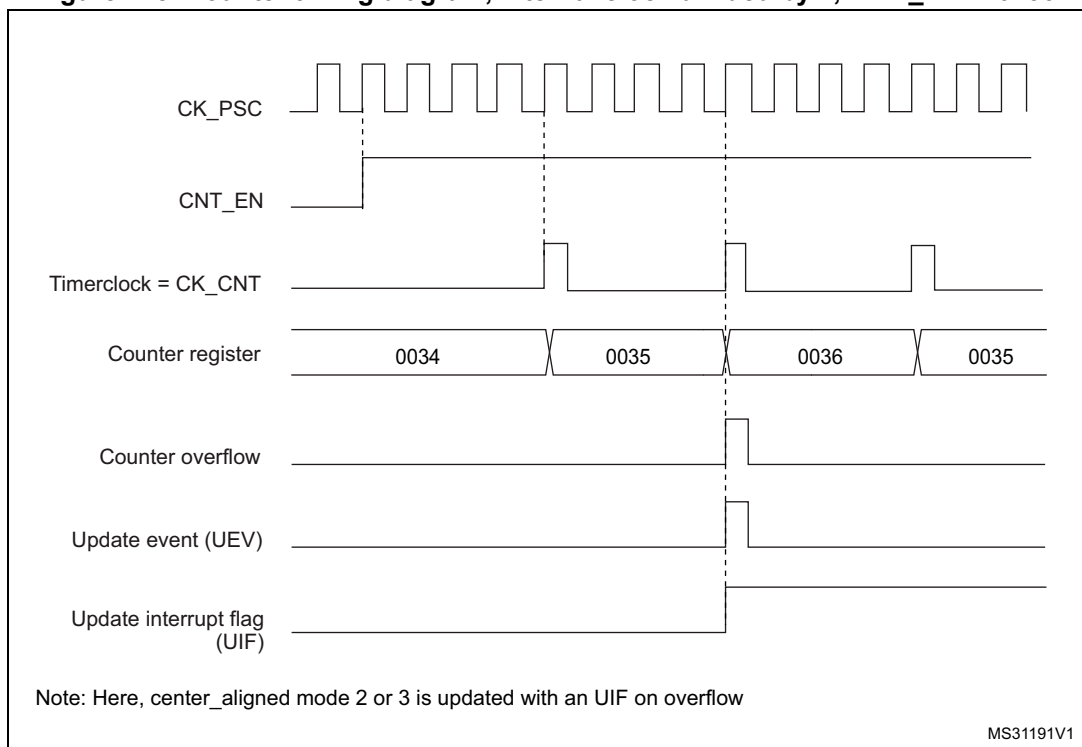 CK_PSC
CNT_EN
Timerclock = CK_CNT
Counter register
0034
0035
0036
0035
Counter overflow
Update event (UEV)
Update interrupt flag
(UIF)
Note: Here, center_aligned mode 2 or 3 is updated with an UIF on overflow
MS31191V1